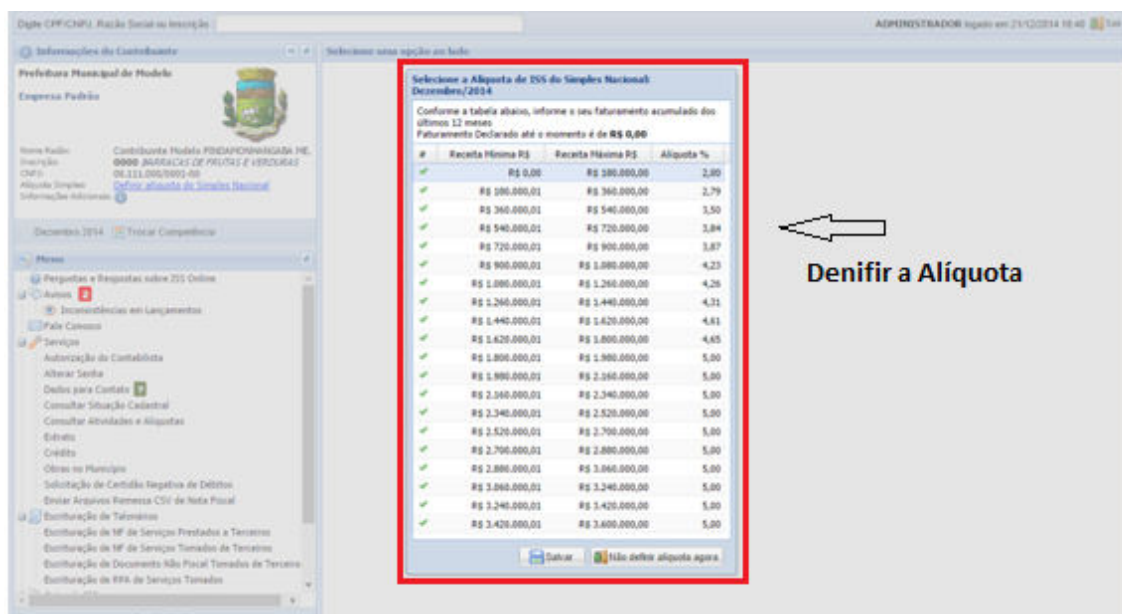 Digite CPF/CNPJ, Razão Social ou Inscrição
ADMINISTRADOR logado em 21/12/2014 18:48
Informações do Contribuinte
Selecione uma opção ao lado
Prefeitura Municipal de Modelo
Empresa Padrão
Nome Razão: Contribuinte Modelo PINDAMONHANGABA ME.
Inscrição: 0000 BARRACAS DE FRUTAS E VERDURAS
CNPJ: 00.111.000/0001-00
Alíquota Simples: Definir alíquota do Simples Nacional
Informações Adicionais:
Dezembro 2014 Trocar Competência
Menu
Perguntas e Respostas sobre ISS Online
Avisos 2
Inconsistências em Lançamentos
Fale Conosco
Serviços
Autorização do Contabilista
Alterar Senha
Dados para Contato
Consultar Situação Cadastral
Consultar Atividades e Alíquotas
Extrato
Crédito
Obras no Município
Solicitação de Certidão Negativa de Débitos
Enviar Arquivos Remessa CSV de Nota Fiscal
Escrituração de Talonários
Escrituração de NF de Serviços Prestados a Terceiros
Escrituração de NF de Serviços Tomados de Terceiros
Escrituração de Documento Não Fiscal Tomados de Terceiro
Escrituração de RPA de Serviços Tomados
Selecione a Alíquota de ISS do Simples Nacional:
Dezembro/2014
Conforme a tabela abaixo, informe o seu faturamento acumulado dos
últimos 12 meses
Faturamento Declarado até o momento é de R$ 0,00
# Receita Mínima R$ Receita Máxima R$ Alíquota %
R$ 0,00 R$ 180.000,00 2,00
R$ 180.000,01 R$ 360.000,00 2,79
R$ 360.000,01 R$ 540.000,00 3,50
R$ 540.000,01 R$ 720.000,00 3,84
R$ 720.000,01 R$ 900.000,00 3,87
R$ 900.000,01 R$ 1.080.000,00 4,23
R$ 1.080.000,01 R$ 1.260.000,00 4,26
R$ 1.260.000,01 R$ 1.440.000,00 4,31
R$ 1.440.000,01 R$ 1.620.000,00 4,61
R$ 1.620.000,01 R$ 1.800.000,00 4,65
R$ 1.800.000,01 R$ 1.980.000,00 5,00
R$ 1.980.000,01 R$ 2.160.000,00 5,00
R$ 2.160.000,01 R$ 2.340.000,00 5,00
R$ 2.340.000,01 R$ 2.520.000,00 5,00
R$ 2.520.000,01 R$ 2.700.000,00 5,00
R$ 2.700.000,01 R$ 2.880.000,00 5,00
R$ 2.880.000,01 R$ 3.060.000,00 5,00
R$ 3.060.000,01 R$ 3.240.000,00 5,00
R$ 3.240.000,01 R$ 3.420.000,00 5,00
R$ 3.420.000,01 R$ 3.600.000,00 5,00
Salvar Não definir alíquota agora
Denifir a Alíquota